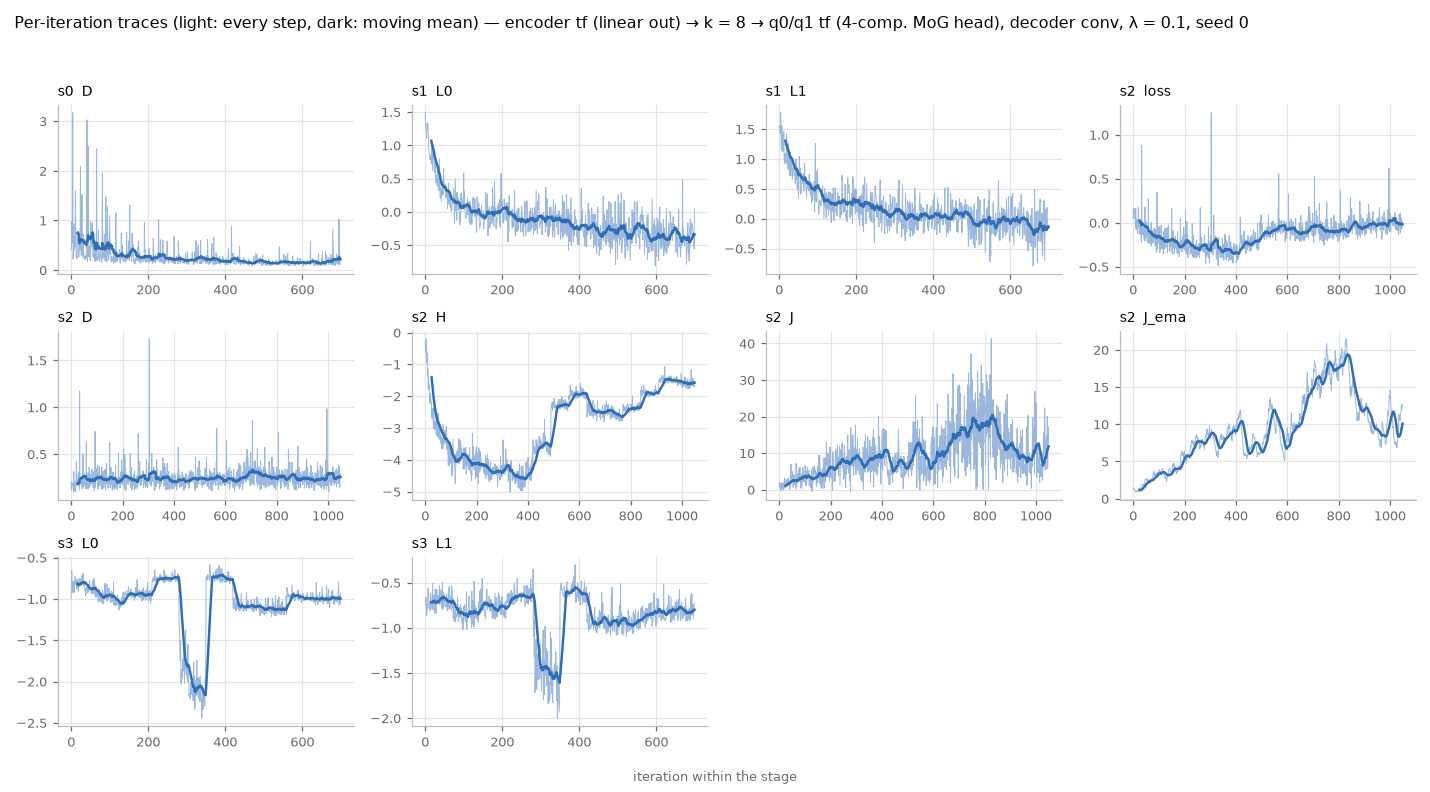 Per-iteration traces (light: every step, dark: moving mean) — encoder tf (linear out) → k = 8 → q0/q1 tf (4-comp. MoG head), decoder conv, λ = 0.1, seed 0
s0 D
3
2
1
0
0 200 400 600
s1 L0
1.5
1.0
0.5
0.0
−0.5
0 200 400 600
s1 L1
1.5
1.0
0.5
0.0
−0.5
0 200 400 600
s2 loss
1.0
0.5
0.0
−0.5
0 200 400 600 800 1000
s2 D
1.5
1.0
0.5
0 200 400 600 800 1000
s2 H
0
−1
−2
−3
−4
−5
0 200 400 600 800 1000
s2 J
40
30
20
10
0
0 200 400 600 800 1000
s2 J_ema
20
15
10
5
0
0 200 400 600 800 1000
s3 L0
−0.5
−1.0
−1.5
−2.0
−2.5
0 200 400 600
s3 L1
−0.5
−1.0
−1.5
−2.0
0 200 400 600
iteration within the stage